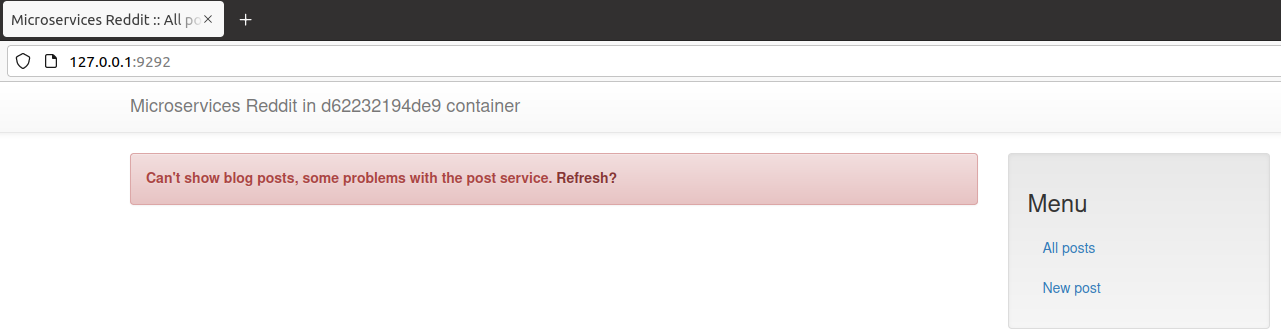 Microservices Reddit :: All po
127.0.0.1:9292
Microservices Reddit in d62232194de9 container
Can't show blog posts, some problems with the post service. Refresh?
Menu
All posts
New post